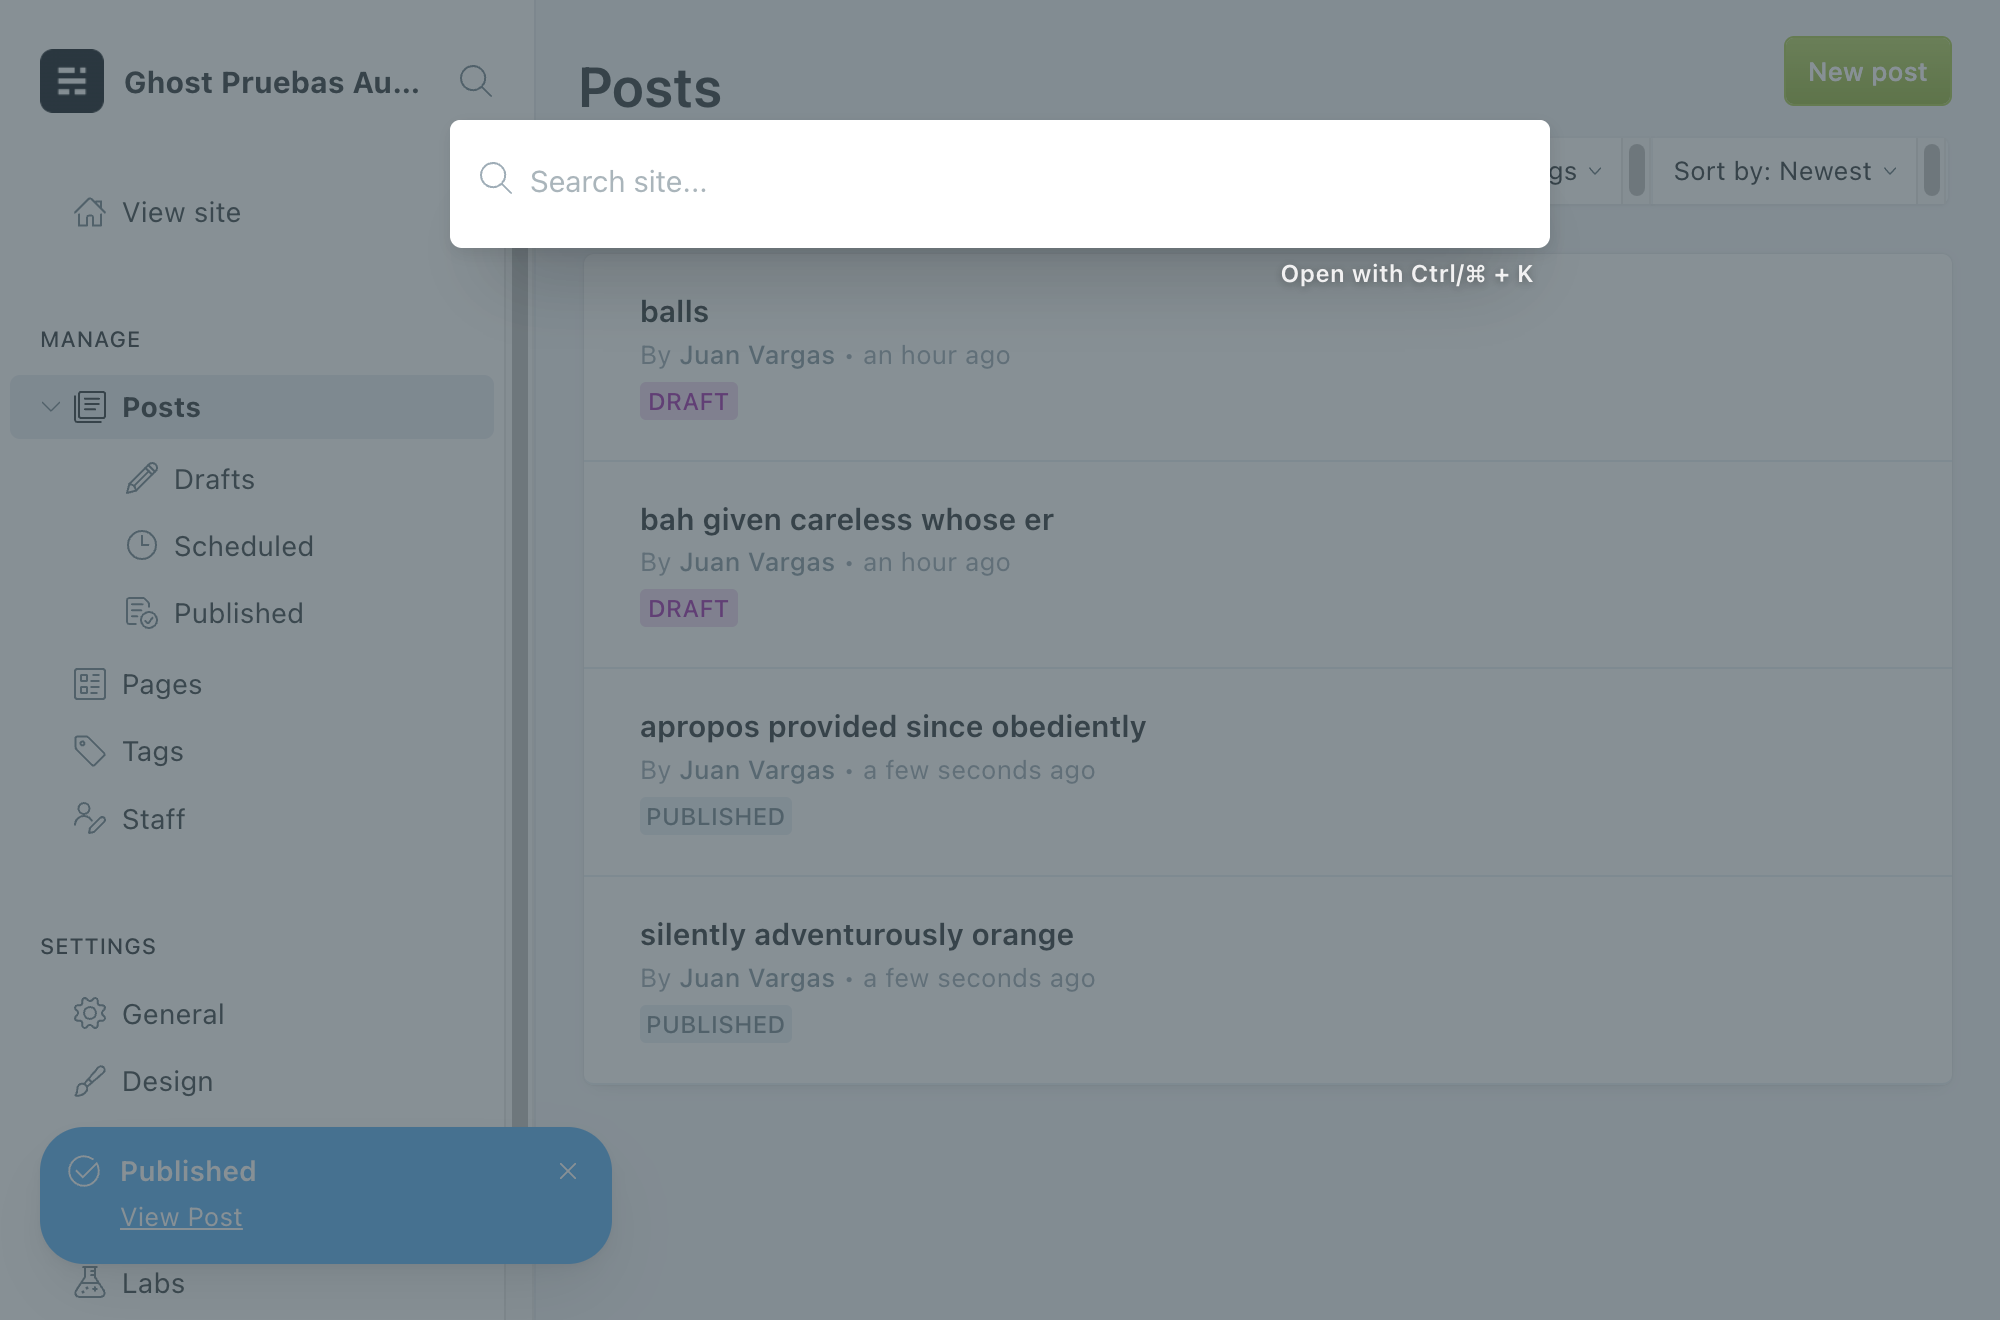 Ghost Pruebas Au...
View site
MANAGE
Posts
Drafts
Scheduled
Published
Pages
Tags
Staff
SETTINGS
General
Design
Published
View Post
Labs
Posts
New post
Search site...
gs
Sort by: Newest
Open with Ctrl/⌘ + K
balls
By Juan Vargas • an hour ago
DRAFT
bah given careless whose er
By Juan Vargas • an hour ago
DRAFT
apropos provided since obediently
By Juan Vargas • a few seconds ago
PUBLISHED
silently adventurously orange
By Juan Vargas • a few seconds ago
PUBLISHED